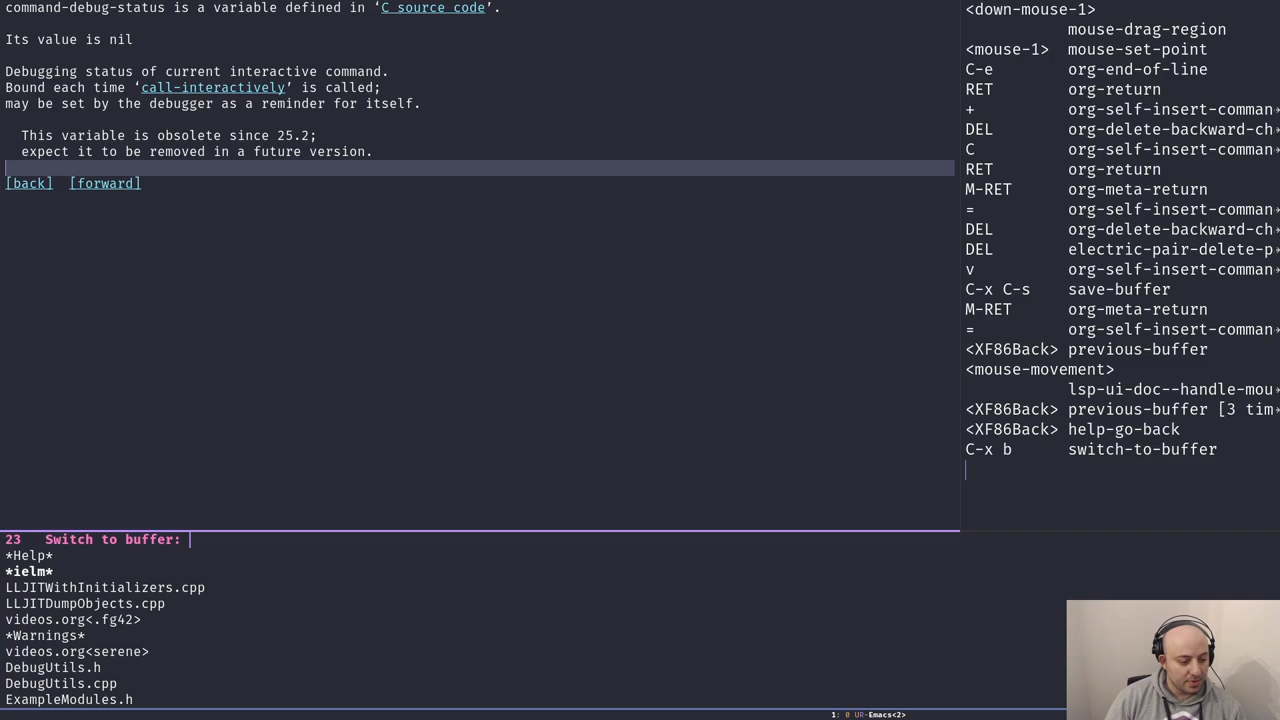 command-debug-status is a variable defined in ‘C source code’.
Its value is nil
Debugging status of current interactive command.
Bound each time ‘call-interactively’ is called;
may be set by the debugger as a reminder for itself.
This variable is obsolete since 25.2;
expect it to be removed in a future version.
[back] [forward]
<down-mouse-1>
mouse-drag-region
<mouse-1> mouse-set-point
C-e org-end-of-line
RET org-return
+ org-self-insert-comman
DEL org-delete-backward-ch
C org-self-insert-comman
RET org-return
M-RET org-meta-return
= org-self-insert-comman
DEL org-delete-backward-ch
DEL electric-pair-delete-p
v org-self-insert-comman
C-x C-s save-buffer
M-RET org-meta-return
= org-self-insert-comman
<XF86Back> previous-buffer
<mouse-movement>
lsp-ui-doc--handle-mou
<XF86Back> previous-buffer [3 tim
<XF86Back> help-go-back
C-x b switch-to-buffer
23 Switch to buffer:
*Help*
*ielm*
LLJITWithInitializers.cpp
LLJITDumpObjects.cpp
videos.org<.fg42>
*Warnings*
videos.org<serene>
DebugUtils.h
DebugUtils.cpp
ExampleModules.h
1: 0 UR-Emacs<2>